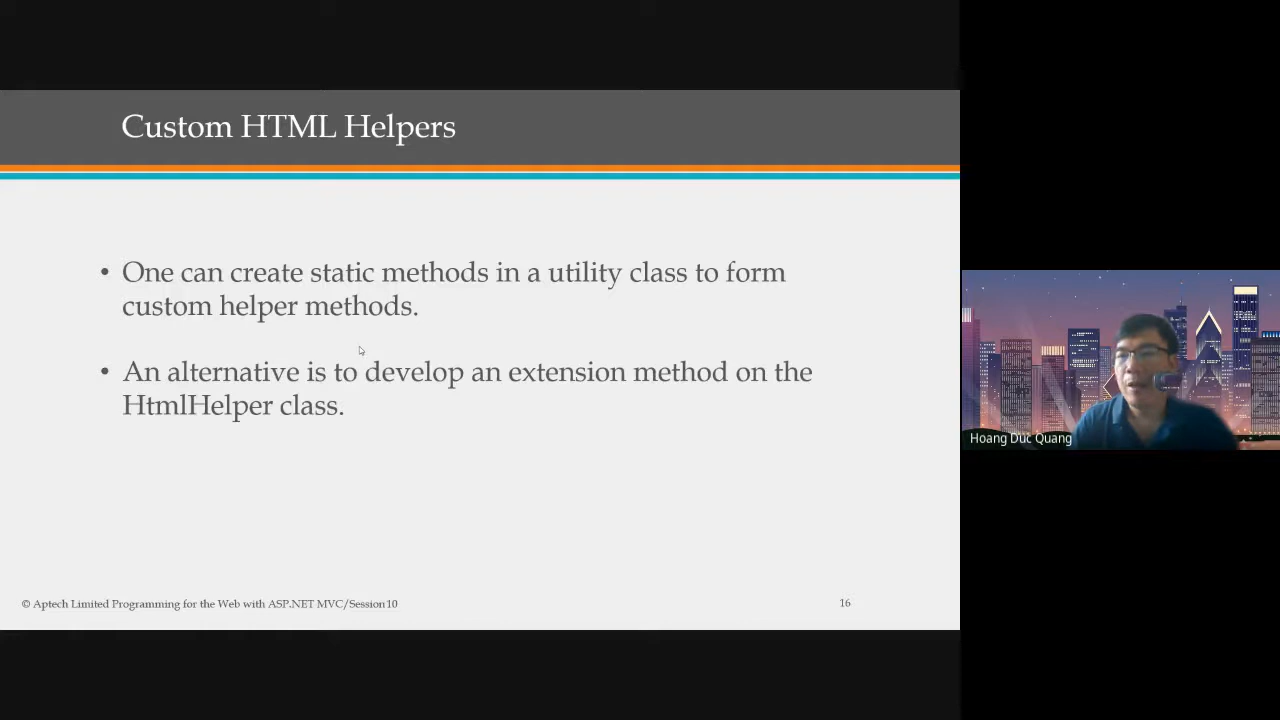 Custom HTML Helpers
• One can create static methods in a utility class to form
custom helper methods.
• An alternative is to develop an extension method on the
HtmlHelper class.
© Aptech Limited Programming for the Web with ASP.NET MVC/Session10
16
Hoang Duc Quang